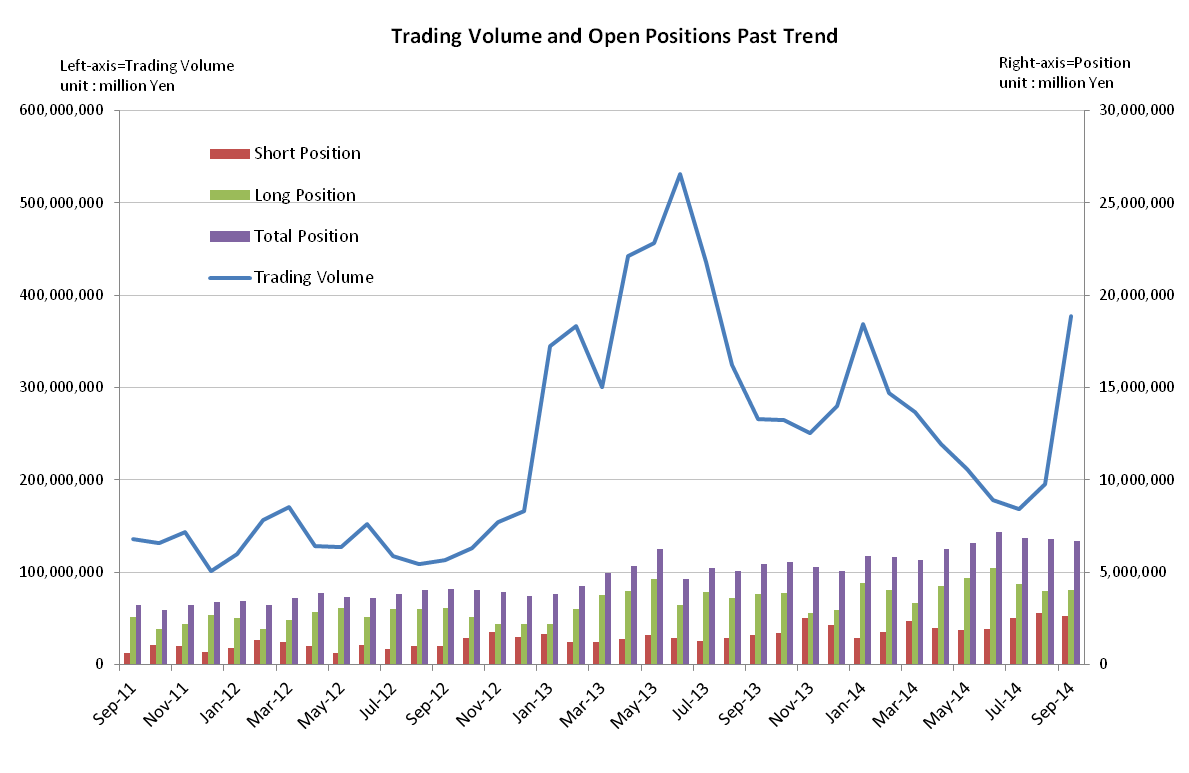 Trading Volume and Open Positions Past Trend
Left-axis=Trading Volume
unit : million Yen
Right-axis=Position
unit : million Yen
600,000,000
500,000,000
400,000,000
300,000,000
200,000,000
100,000,000
0
30,000,000
25,000,000
20,000,000
15,000,000
10,000,000
5,000,000
0
Short Position
Long Position
Total Position
Trading Volume
Sep-11
Nov-11
Jan-12
Mar-12
May-12
Jul-12
Sep-12
Nov-12
Jan-13
Mar-13
May-13
Jul-13
Sep-13
Nov-13
Jan-14
Mar-14
May-14
Jul-14
Sep-14